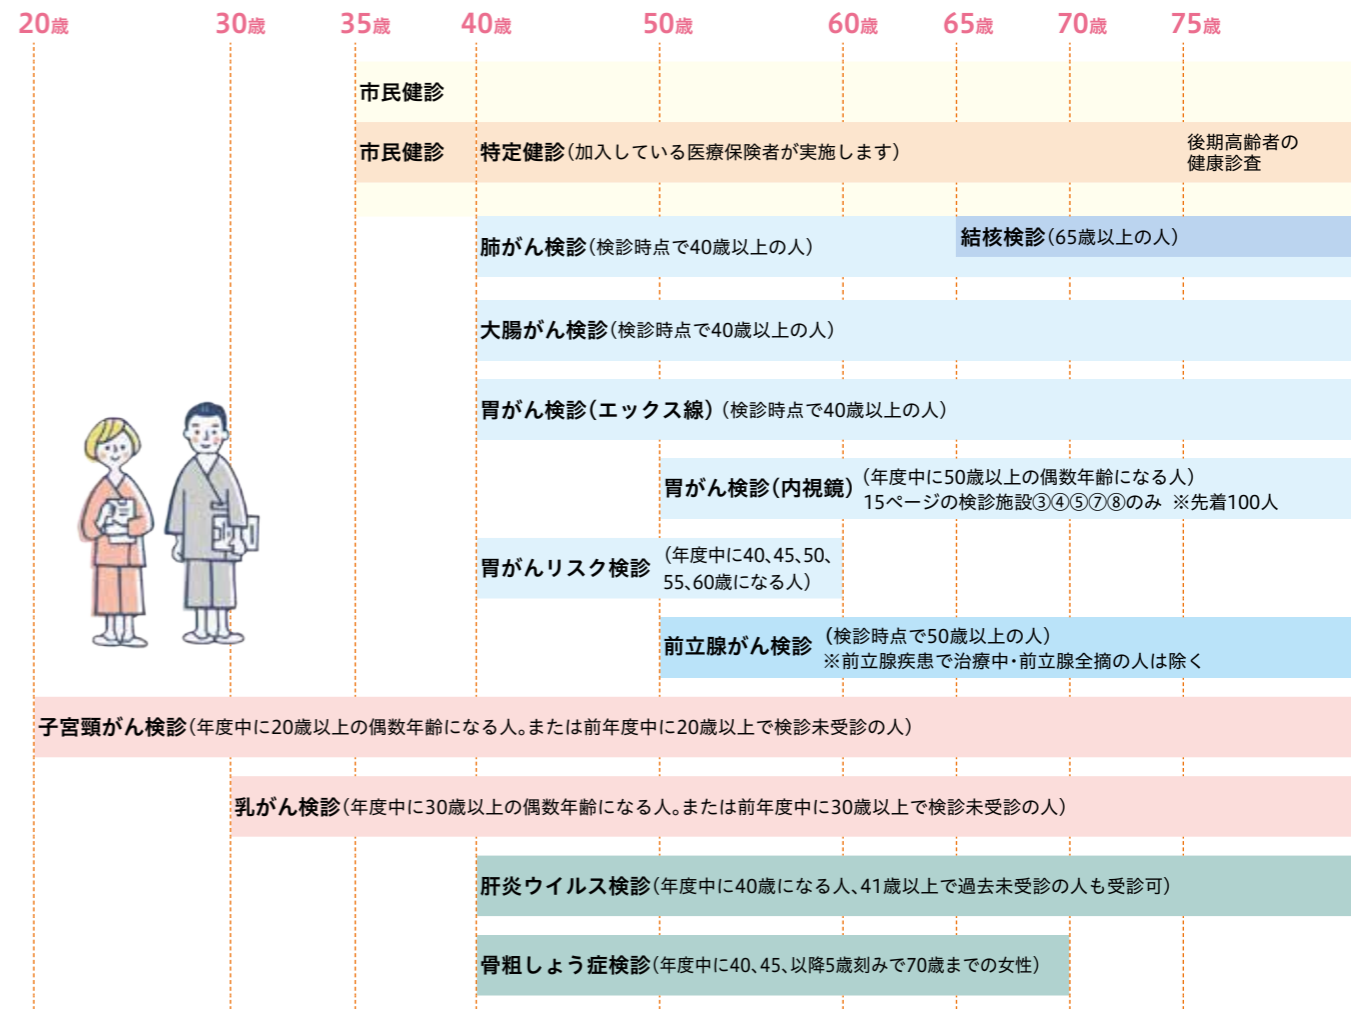 20歳 30歳 35歳 40歳 50歳 60歳 65歳 70歳 75歳
市民健診
市民健診 特定健診(加入している医療保険者が実施します)
後期高齢者の
健康診査
肺がん検診(検診時点で40歳以上の人)
結核検診(65歳以上の人)
大腸がん検診(検診時点で40歳以上の人)
胃がん検診(エックス線)(検診時点で40歳以上の人)
胃がん検診(内視鏡)(年度中に50歳以上の偶数年齢になる人)
15ページの検診施設③④⑤⑦⑧のみ ※先着100人
胃がんリスク検診(年度中に40、45、50、
55、60歳になる人)
前立腺がん検診(検診時点で50歳以上の人)
※前立腺疾患で治療中・前立腺全摘の人は除く
子宮頸がん検診(年度中に20歳以上の偶数年齢になる人。または前年度中に20歳以上で検診未受診の人)
乳がん検診(年度中に30歳以上の偶数年齢になる人。または前年度中に30歳以上で検診未受診の人)
肝炎ウイルス検診(年度中に40歳になる人、41歳以上で過去未受診の人も受診可)
骨粗しょう症検診(年度中に40、45、以降5歳刻みで70歳までの女性)